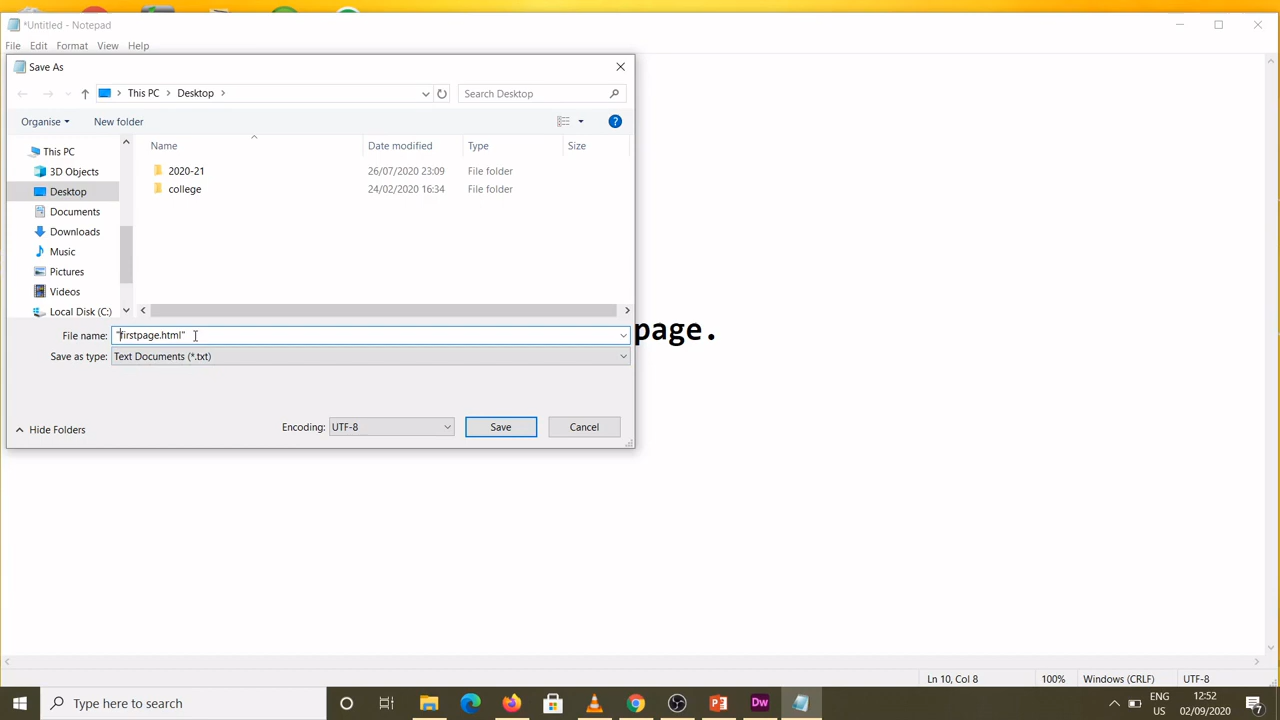 *Untitled - Notepad
File Edit Format View Help
Save As
This PC Desktop Search Desktop
Organise New folder
Name Date modified Type Size
This PC
3D Objects
2020-21 26/07/2020 23:09 File folder
Desktop
college 24/02/2020 16:34 File folder
Documents
Downloads
Music
Pictures
Videos
Local Disk (C:)
File name: "firstpage.html"
page.
Save as type: Text Documents (*.txt)
Hide Folders Encoding: UTF-8 Save Cancel
Ln 10, Col 8 100% Windows (CRLF) UTF-8
Type here to search
Dw
ENG
US
12:52
02/09/2020
7